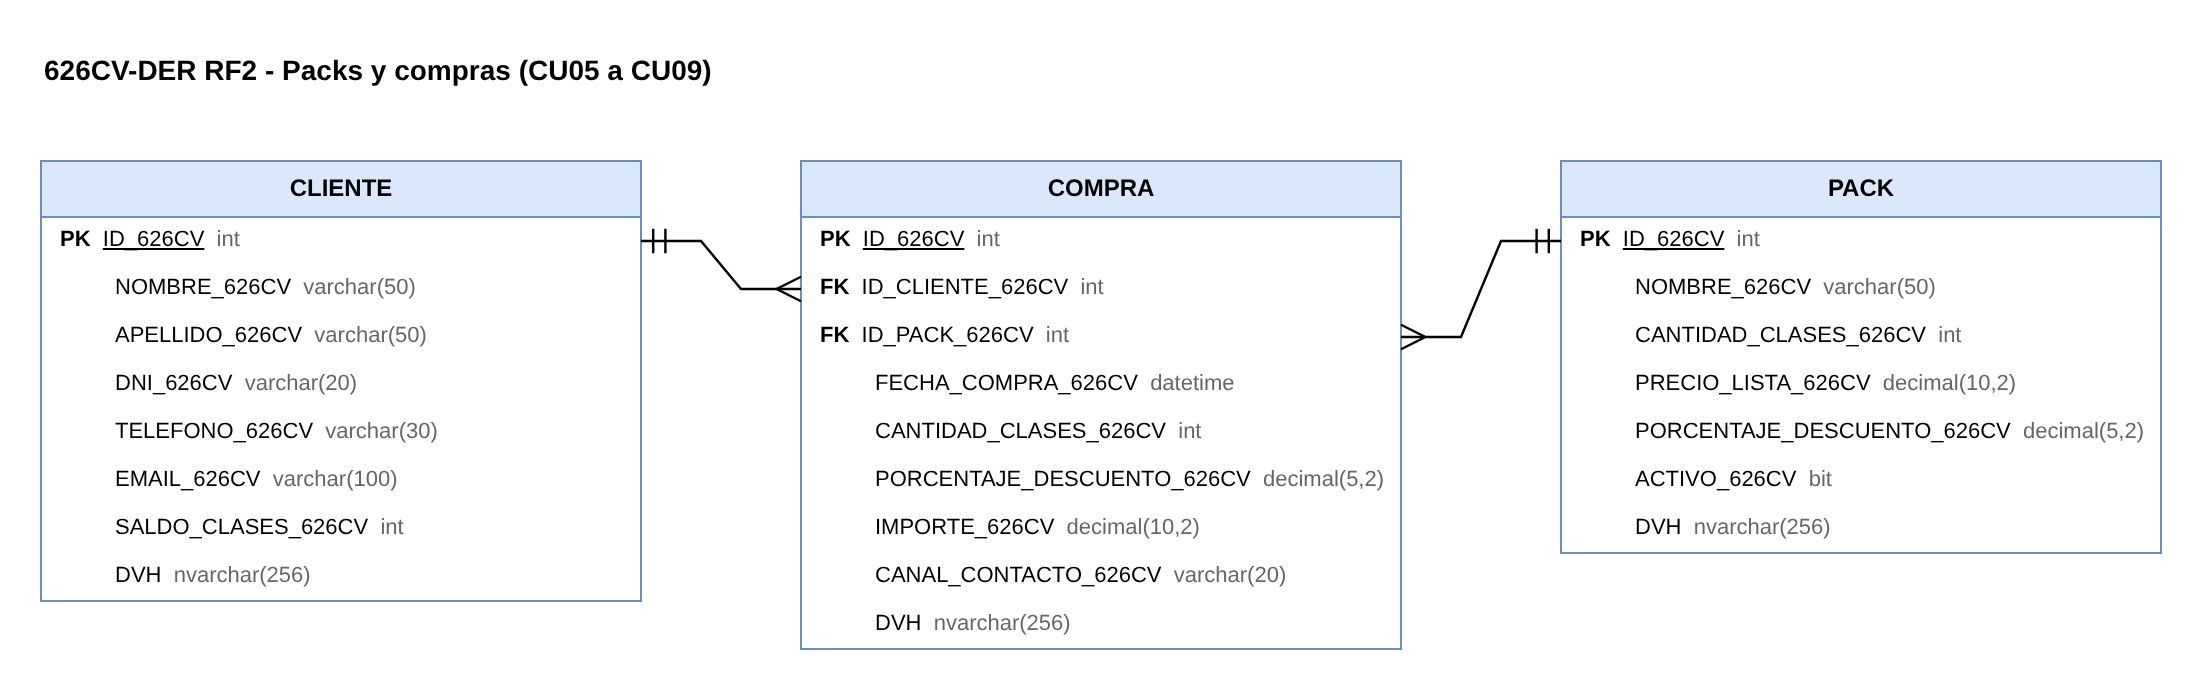 626CV-DER RF2 - Packs y compras (CU05 a CU09)
CLIENTE
PK ID_626CV int
NOMBRE_626CV varchar(50)
APELLIDO_626CV varchar(50)
DNI_626CV varchar(20)
TELEFONO_626CV varchar(30)
EMAIL_626CV varchar(100)
SALDO_CLASES_626CV int
DVH nvarchar(256)
COMPRA
PK ID_626CV int
FK ID_CLIENTE_626CV int
FK ID_PACK_626CV int
FECHA_COMPRA_626CV datetime
CANTIDAD_CLASES_626CV int
PORCENTAJE_DESCUENTO_626CV decimal(5,2)
IMPORTE_626CV decimal(10,2)
CANAL_CONTACTO_626CV varchar(20)
DVH nvarchar(256)
PACK
PK ID_626CV int
NOMBRE_626CV varchar(50)
CANTIDAD_CLASES_626CV int
PRECIO_LISTA_626CV decimal(10,2)
PORCENTAJE_DESCUENTO_626CV decimal(5,2)
ACTIVO_626CV bit
DVH nvarchar(256)